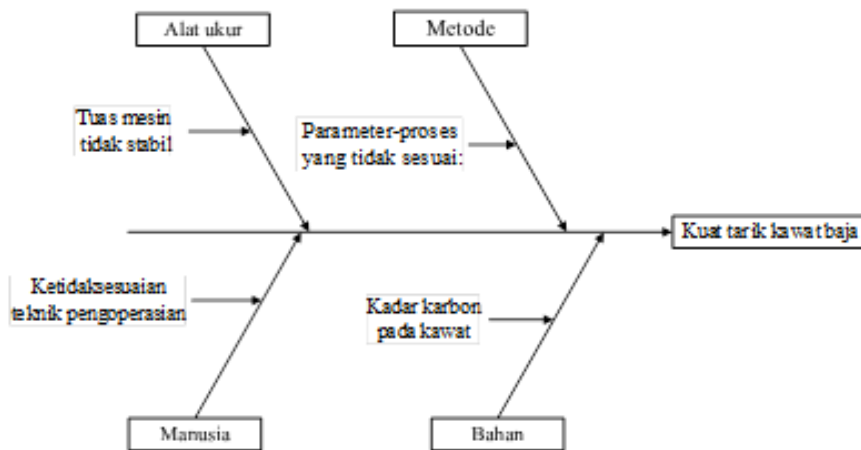 Alat ukur
Metode
Tuas mesin
tidak stabil
Parameter-proses
yang tidak sesuai:
Kuat tarik kawat baja
Ketidaksesuaian
teknik pengoperasian
Kadar karbon
pada kawat
Manusia
Bahan